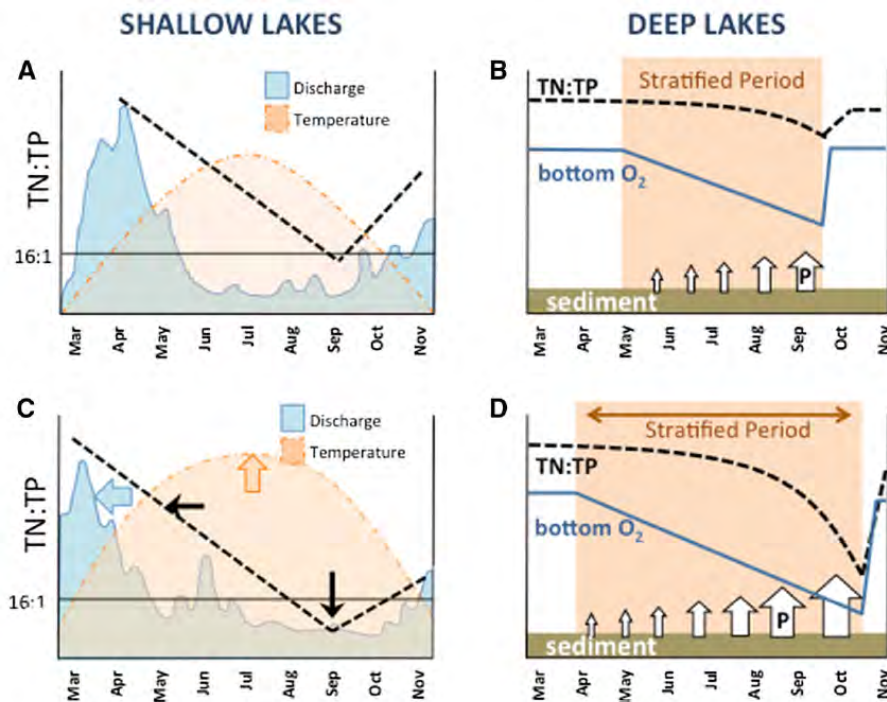 SHALLOW LAKES
DEEP LAKES
A
Discharge
Temperature
TN:TP
16:1
Mar Apr May Jun Jul Aug Sep Oct Nov
B
TN:TP
Stratified Period
bottom O₂
P
sediment
Mar Apr May Jun Jul Aug Sep Oct Nov
C
Discharge
Temperature
TN:TP
16:1
Mar Apr May Jun Jul Aug Sep Oct Nov
D
Stratified Period
TN:TP
bottom O₂
P
sediment
Mar Apr May Jun Jul Aug Sep Oct Nov